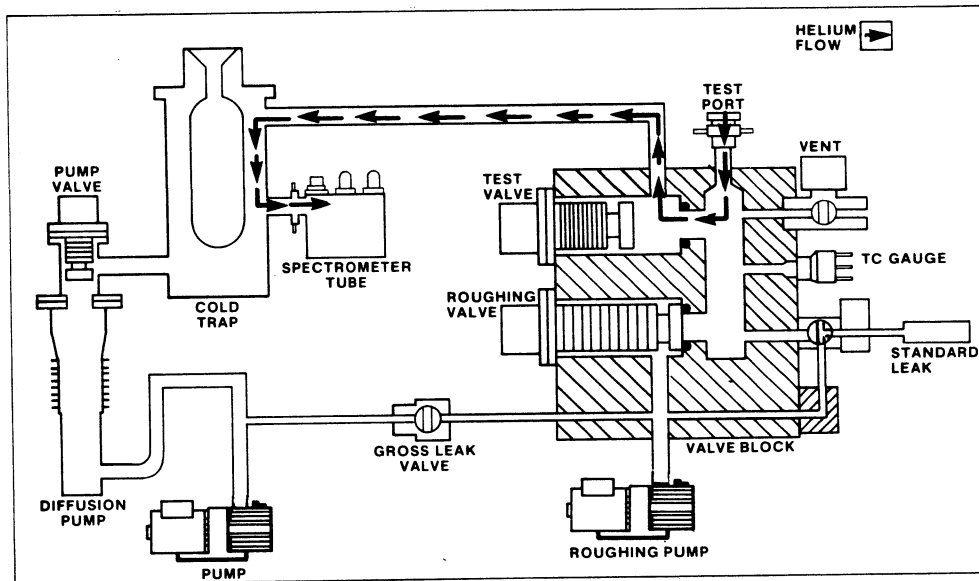 HELIUM
FLOW
TEST
PORT
VENT
PUMP
VALVE
TEST
VALVE
TC GAUGE
SPECTROMETER
TUBE
COLD
TRAP
ROUGHING
VALVE
STANDARD
LEAK
GROSS LEAK
VALVE
VALVE BLOCK
DIFFUSION
PUMP
PUMP
ROUGHING PUMP